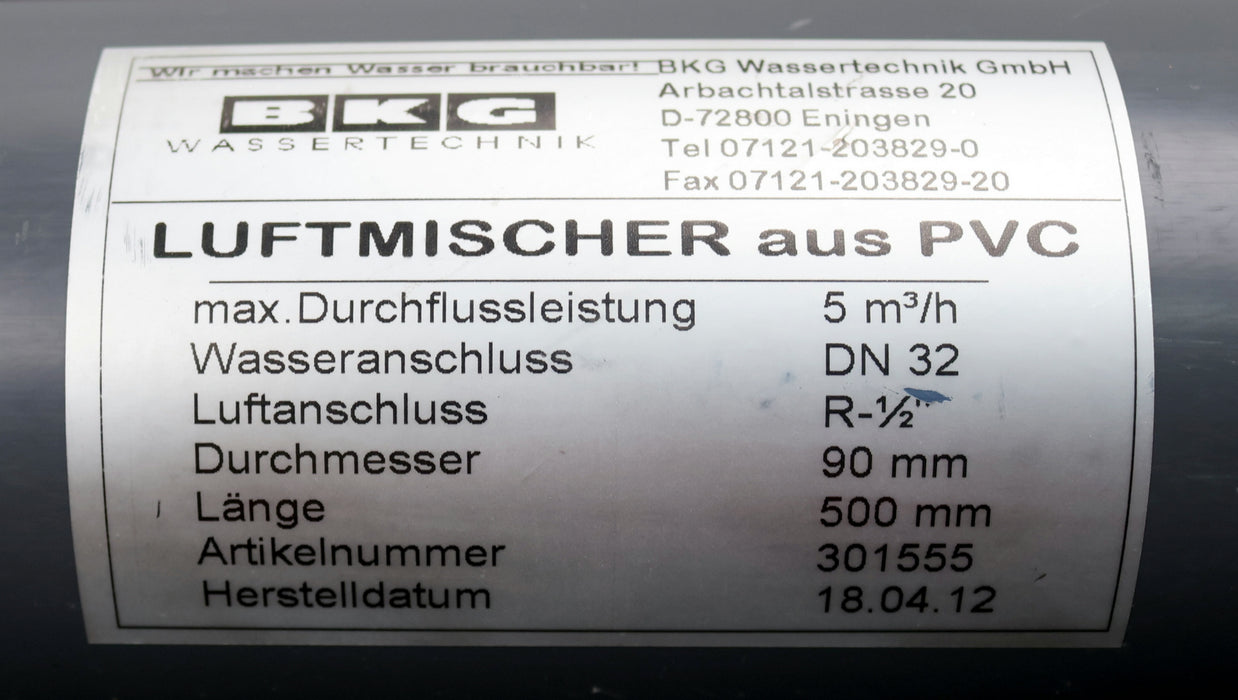 Wir machen Wasser brauchbar!
BKG
WASSERTECHNIK
BKG Wassertechnik GmbH
Arbachtalstrasse 20
D-72800 Eningen
Tel 07121-203829-0
Fax 07121-203829-20
LUFTMISCHER aus PVC
max.Durchflussleistung 5 m³/h
Wasseranschluss DN 32
Luftanschluss R-½"
Durchmesser 90 mm
Länge 500 mm
Artikelnummer 301555
Herstelldatum 18.04.12